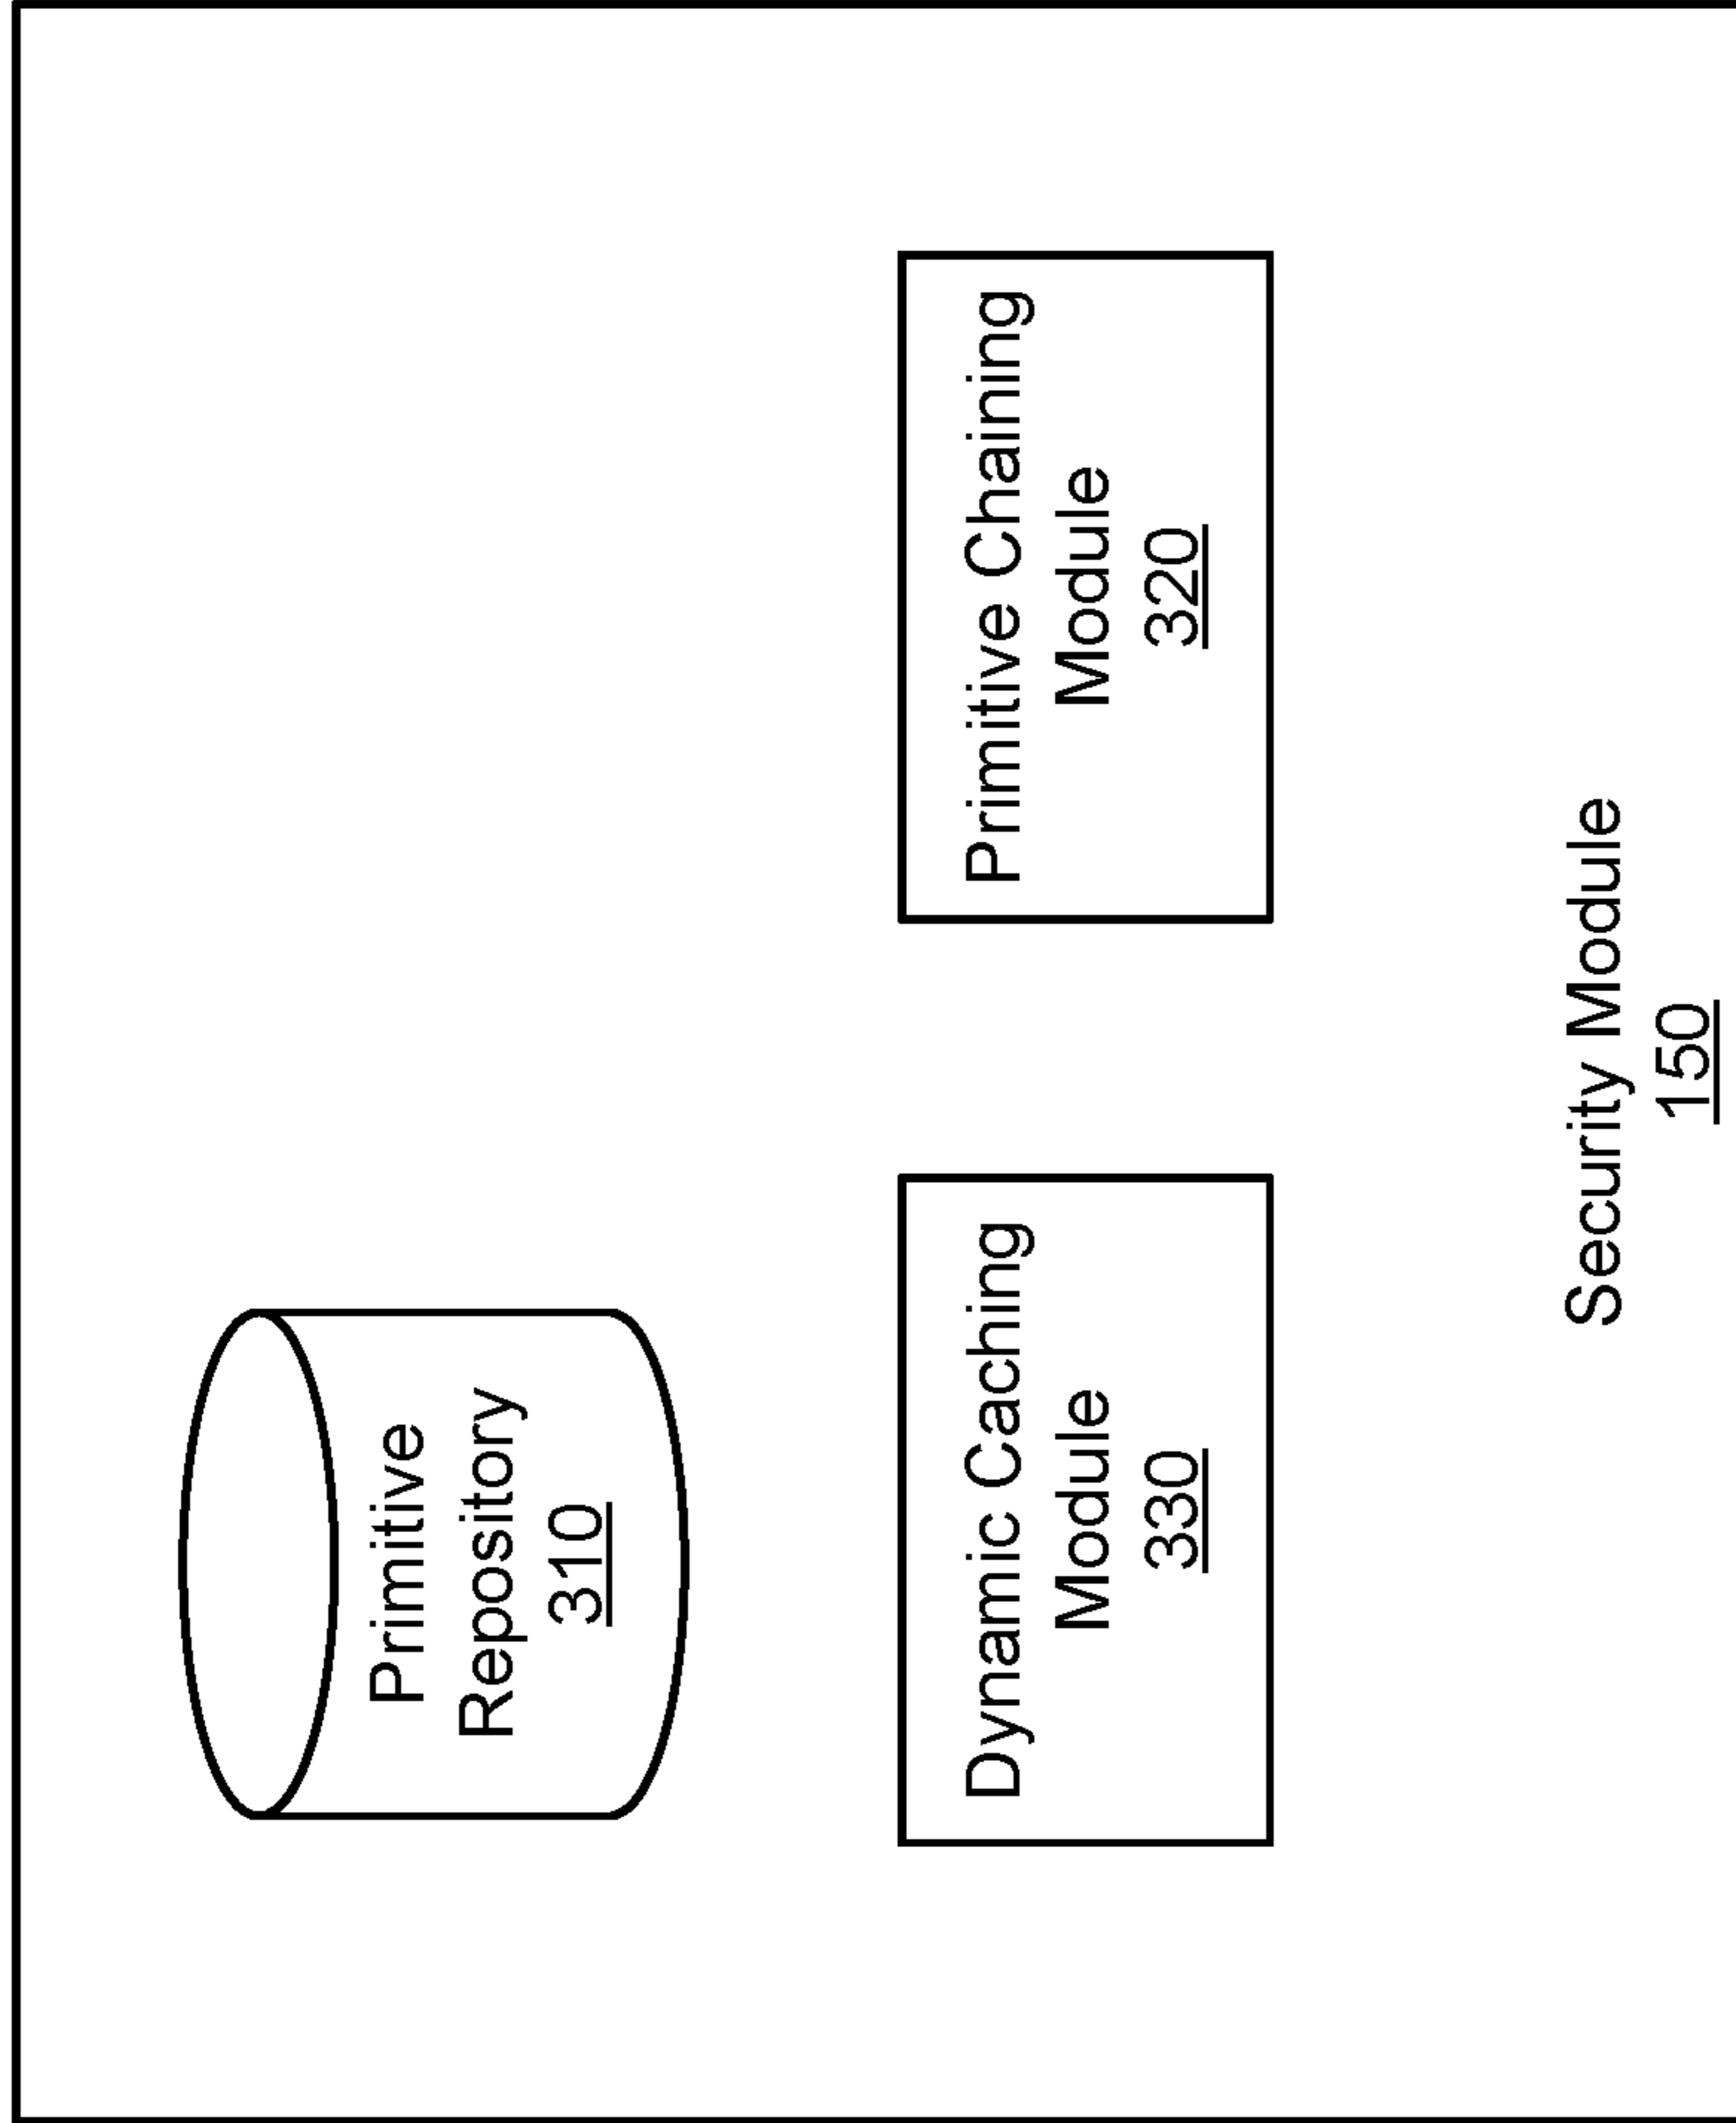 Primitive
Repository
310
Dynamic Caching
Module
330
Primitive Chaining
Module
320
Security Module
150